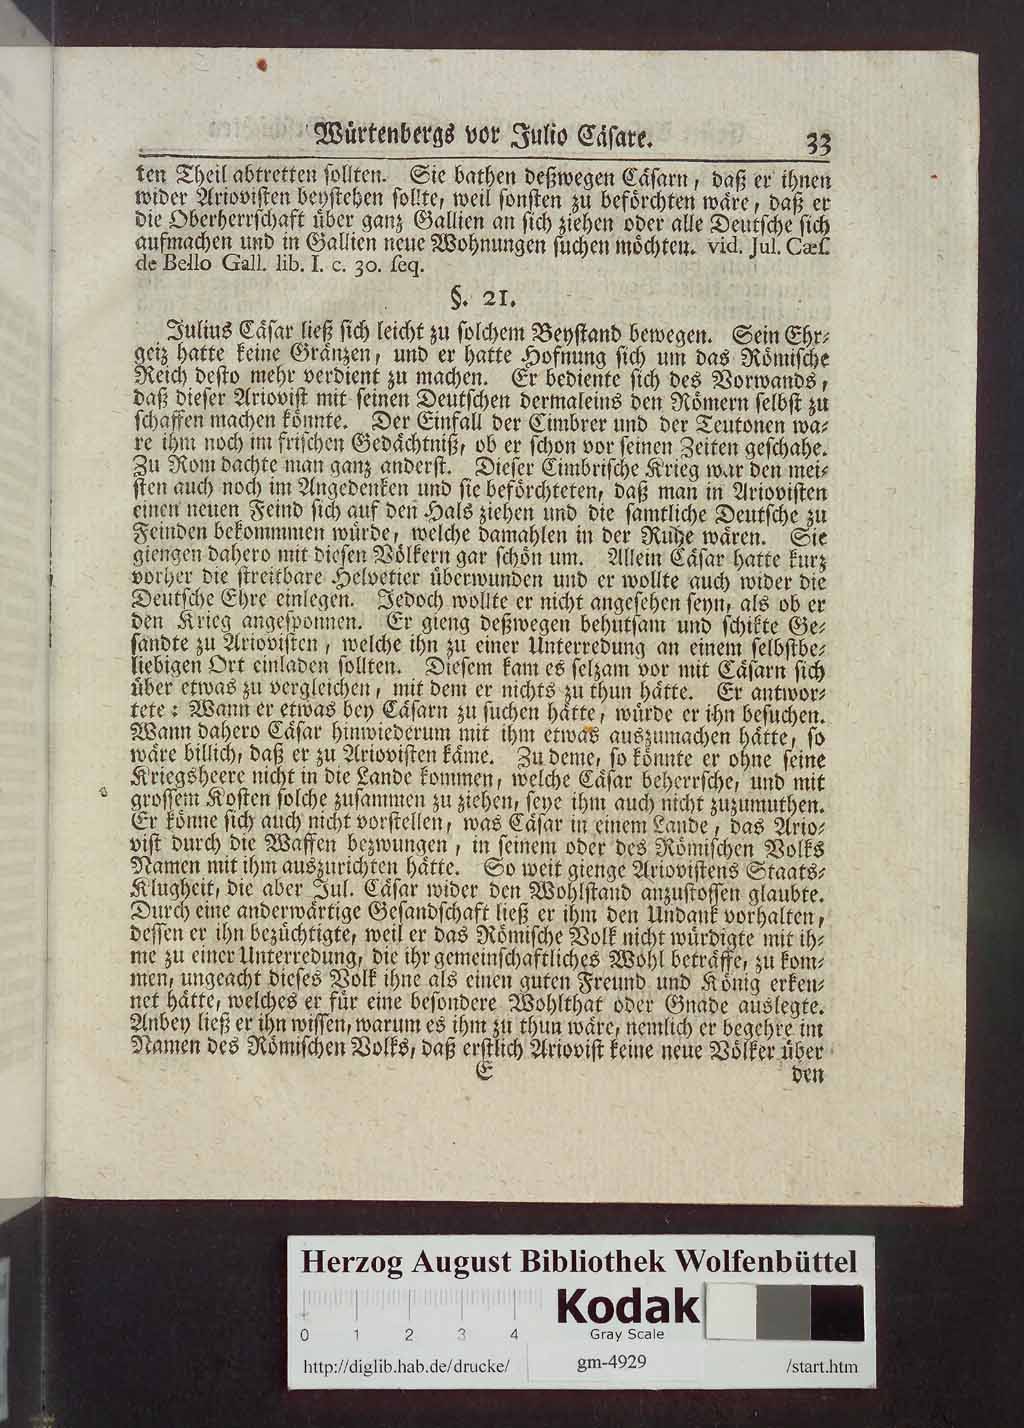 Würtenbergs vor Julio Cäsare. 33
ten Theil abtretten sollten. Sie bathen deßwegen Cäsarn, daß er ihnen
wider Ariovisten beystehen sollte, weil sonsten zu beförchten wäre, daß er
die Oberherrschaft über ganz Gallien an sich ziehen oder alle Deutsche sich
aufmachen und in Gallien neue Wohnungen suchen möchten. vid. Jul. Cæs.
de Bello Gall. lib. I. c. 30. seq.
§. 21.
Julius Cäsar ließ sich leicht zu solchem Beystand bewegen. Sein Ehr-
geiz hatte keine Gränzen, und er hatte Hofnung sich um das Römische
Reich desto mehr verdient zu machen. Er bediente sich des Vorwands,
daß dieser Ariovist mit seinen Deutschen dermaleins den Römern selbst zu
schaffen machen könnte. Der Einfall der Cimbrer und der Teutonen wa-
re ihm noch im frischen Gedächtniß, ob er schon vor seinen Zeiten geschahe.
Zu Rom dachte man ganz anderst. Dieser Cimbrische Krieg war den mei-
sten auch noch im Angedenken und sie beförchteten, daß man in Ariovisten
einen neuen Feind sich auf den Hals ziehen und die samtliche Deutsche zu
Feinden bekommmen würde, welche damahlen in der Ruhe wären. Sie
giengen dahero mit diesen Völkern gar schön um. Allein Cäsar hatte kurz
vorher die streitbare Helvetier überwunden und er wollte auch wider die
Deutsche Ehre einlegen. Jedoch wollte er nicht angesehen seyn, als ob er
den Krieg angesponnen. Er gieng deßwegen behutsam und schikte Ge-
sandte zu Ariovisten, welche ihn zu einer Unterredung an einem selbstbe-
liebigen Ort einladen sollten. Diesem kam es selzam vor mit Cäsarn sich
über etwas zu vergleichen, mit dem er nichts zu thun hätte. Er antwor-
tete: Wann er etwas bey Cäsarn zu suchen hätte, würde er ihn besuchen.
Wann dahero Cäsar hinwiederum mit ihm etwas auszumachen hätte, so
wäre billich, daß er zu Ariovisten käme. Zu deme, so könnte er ohne seine
Kriegsheere nicht in die Lande kommen, welche Cäsar beherrsche, und mit
grossem Kosten solche zusammen zu ziehen, seye ihm auch nicht zuzumuthen.
Er könne sich auch nicht vorstellen, was Cäsar in einem Lande, das Ario-
vist durch die Waffen bezwungen, in seinem oder des Römischen Volks
Namen mit ihm auszurichten hätte. So weit gienge Ariovistens Staats-
Klugheit, die aber Jul. Cäsar wider den Wohlstand anzustossen glaubte.
Durch eine anderwärtige Gesandschaft ließ er ihm den Undank vorhalten,
dessen er ihn bezüchtigte, weil er das Römische Volk nicht würdigte mit ih-
me zu einer Unterredung, die ihr gemeinschaftliches Wohl beträffe, zu kom-
men, ungeacht dieses Volk ihne als einen guten Freund und König erken-
net hätte, welches er für eine besondere Wohlthat oder Gnade auslegte.
Anbey ließ er ihn wissen, warum es ihm zu thun wäre, nemlich er begehre im
Namen des Römischen Volks, daß erstlich Ariovist keine neue Völker über
E den
Herzog August Bibliothek Wolfenbüttel
Kodak
0 1 2 3 4 Gray Scale
http://diglib.hab.de/drucke/ gm-4929 /start.htm